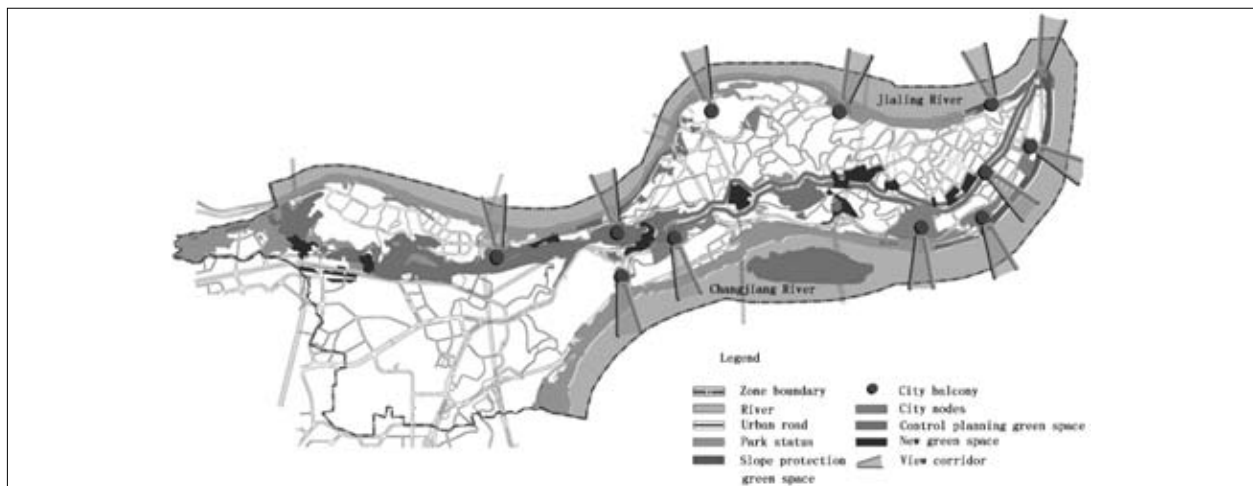 Jialing River
Changjiang River
Legend
Zone boundary
River
Urban road
Park status
Slope protection
green space
City balcony
City nodes
Control planning green space
New green space
View corridor